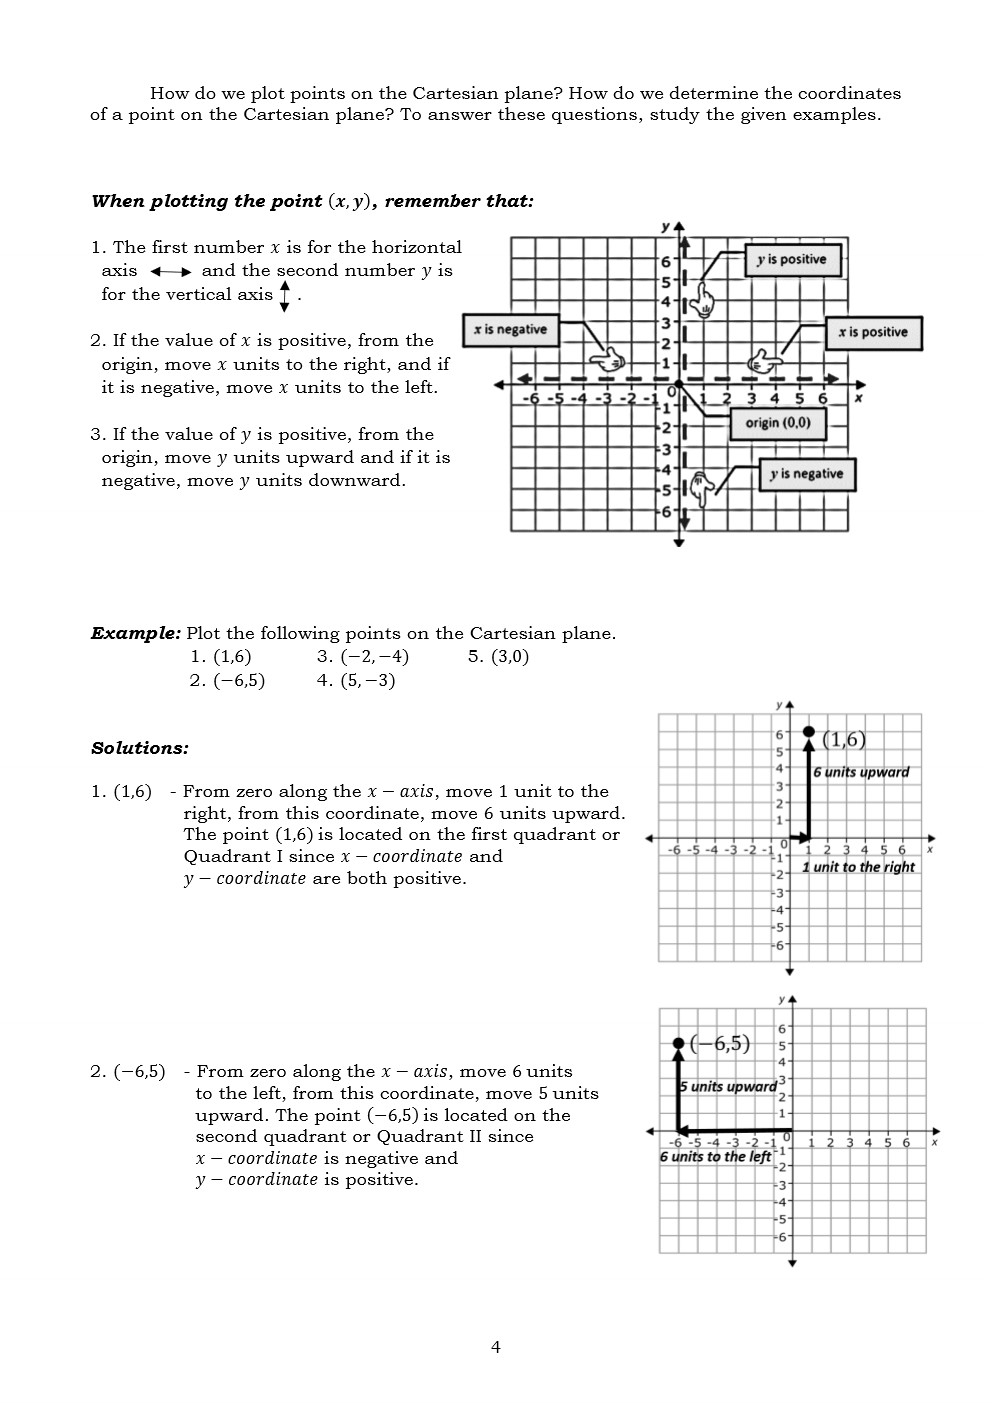 How do we plot points on the Cartesian plane? How do we determine the coordinates
of a point on the Cartesian plane? To answer these questions, study the given examples.
When plotting the point (x, y), remember that:
1. The first number x is for the horizontal
axis and the second number y is
for the vertical axis .
2. If the value of x is positive, from the
origin, move x units to the right, and if
it is negative, move x units to the left.
3. If the value of y is positive, from the
origin, move y units upward and if it is
negative, move y units downward.
y
6
5
4
3
2
1
y is positive
x is negative
x is positive
-6 -5 -4 -3 -2 -1 0 1 2 3 4 5 6 x
-1
-2
-3
-4
-5
-6
origin (0,0)
y is negative
Example: Plot the following points on the Cartesian plane.
1. (1,6) 3. (−2, −4) 5. (3,0)
2. (−6,5) 4. (5, −3)
Solutions:
1. (1,6) - From zero along the x − axis, move 1 unit to the
right, from this coordinate, move 6 units upward.
The point (1,6) is located on the first quadrant or
Quadrant I since x − coordinate and
y − coordinate are both positive.
y
6
5
4
3
2
1
(1,6)
6 units upward
-6 -5 -4 -3 -2 -1 0 1 2 3 4 5 6 x
1 unit to the right
-1
-2
-3
-4
-5
-6
2. (−6,5) - From zero along the x − axis, move 6 units
to the left, from this coordinate, move 5 units
upward. The point (−6,5) is located on the
second quadrant or Quadrant II since
x − coordinate is negative and
y − coordinate is positive.
y
6
5
4
3
2
1
(−6,5)
5 units upward
-6 -5 -4 -3 -2 -1 0 1 2 3 4 5 6 x
6 units to the left
-1
-2
-3
-4
-5
-6
4